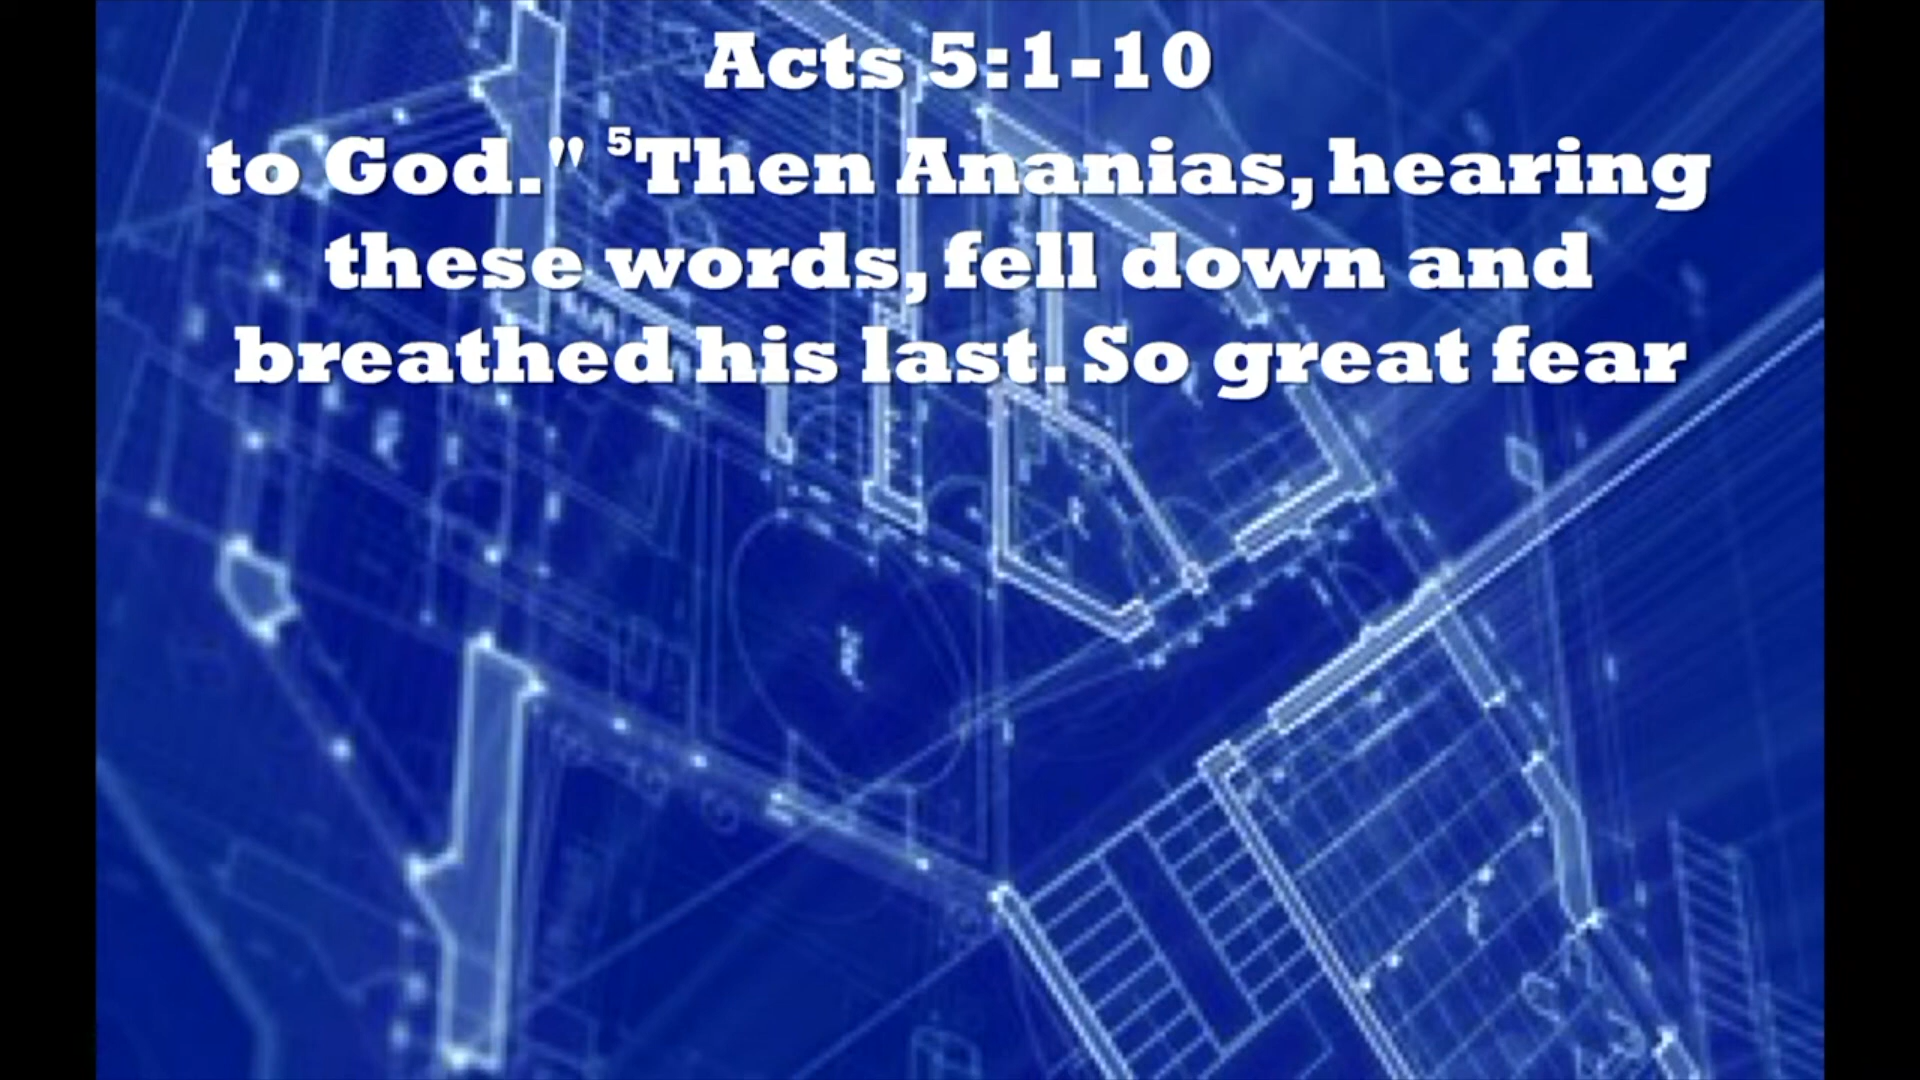 Acts 5:1-10
to God." ⁵Then Ananias, hearing
these words, fell down and
breathed his last. So great fear